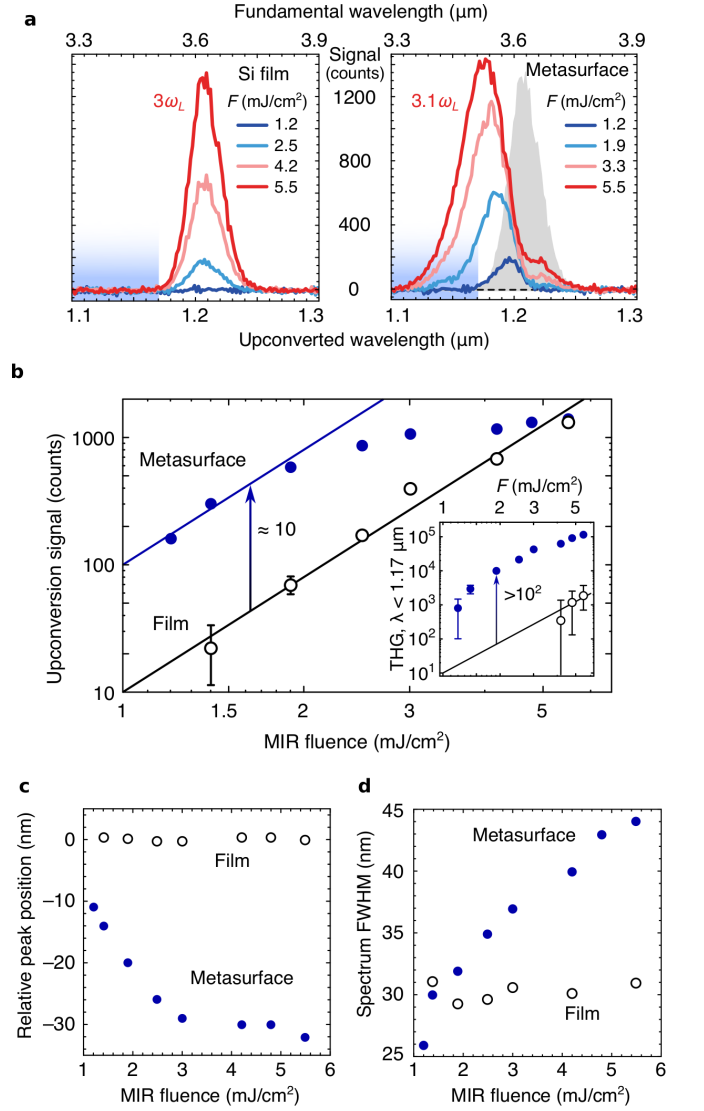 a
Fundamental wavelength (μm)
3.3 3.6 3.9 3.3 3.6 3.9
Signal
(counts)
Si film
3ω_L
F (mJ/cm²)
1.2
2.5
4.2
5.5
1200
800
400
0
Metasurface
3.1ω_L
F (mJ/cm²)
1.2
1.9
3.3
5.5
1.1 1.2 1.3 1.1 1.2 1.3
Upconverted wavelength (μm)
b
Upconversion signal (counts)
1000
100
10
Metasurface
≈ 10
Film
1 1.5 2 3 5
MIR fluence (mJ/cm²)
F (mJ/cm²)
1 2 3 5
THG, λ < 1.17 μm
10⁵
10⁴
10³
10²
10¹
>10²
c
Relative peak position (nm)
0
−10
−20
−30
Film
Metasurface
1 2 3 4 5 6
MIR fluence (mJ/cm²)
d
Spectrum FWHM (nm)
45
40
35
30
25
Metasurface
Film
1 2 3 4 5 6
MIR fluence (mJ/cm²)